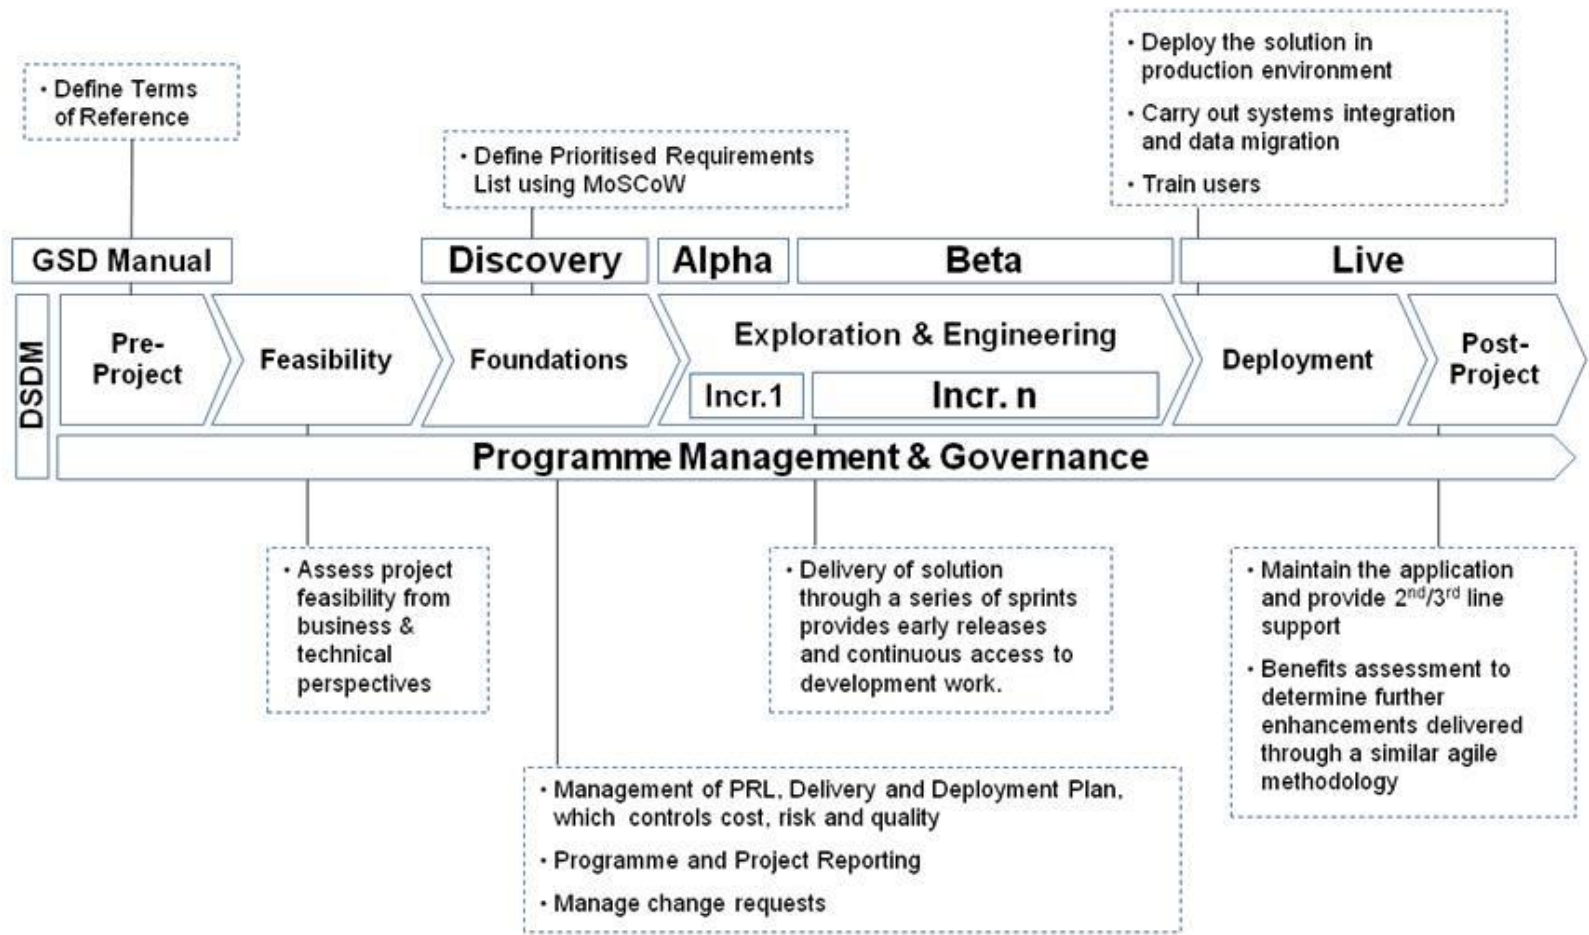 • Define Terms
of Reference
• Define Prioritised Requirements
List using MoSCoW
• Deploy the solution in
production environment
• Carry out systems integration
and data migration
• Train users
GSD Manual
Discovery
Alpha
Beta
Live
DSDM
Pre-
Project
Feasibility
Foundations
Exploration & Engineering
Incr.1
Incr. n
Deployment
Post-
Project
Programme Management & Governance
• Assess project
feasibility from
business &
technical
perspectives
• Delivery of solution
through a series of sprints
provides early releases
and continuous access to
development work.
• Maintain the application
and provide 2nd/3rd line
support
• Benefits assessment to
determine further
enhancements delivered
through a similar agile
methodology
• Management of PRL, Delivery and Deployment Plan,
which controls cost, risk and quality
• Programme and Project Reporting
• Manage change requests